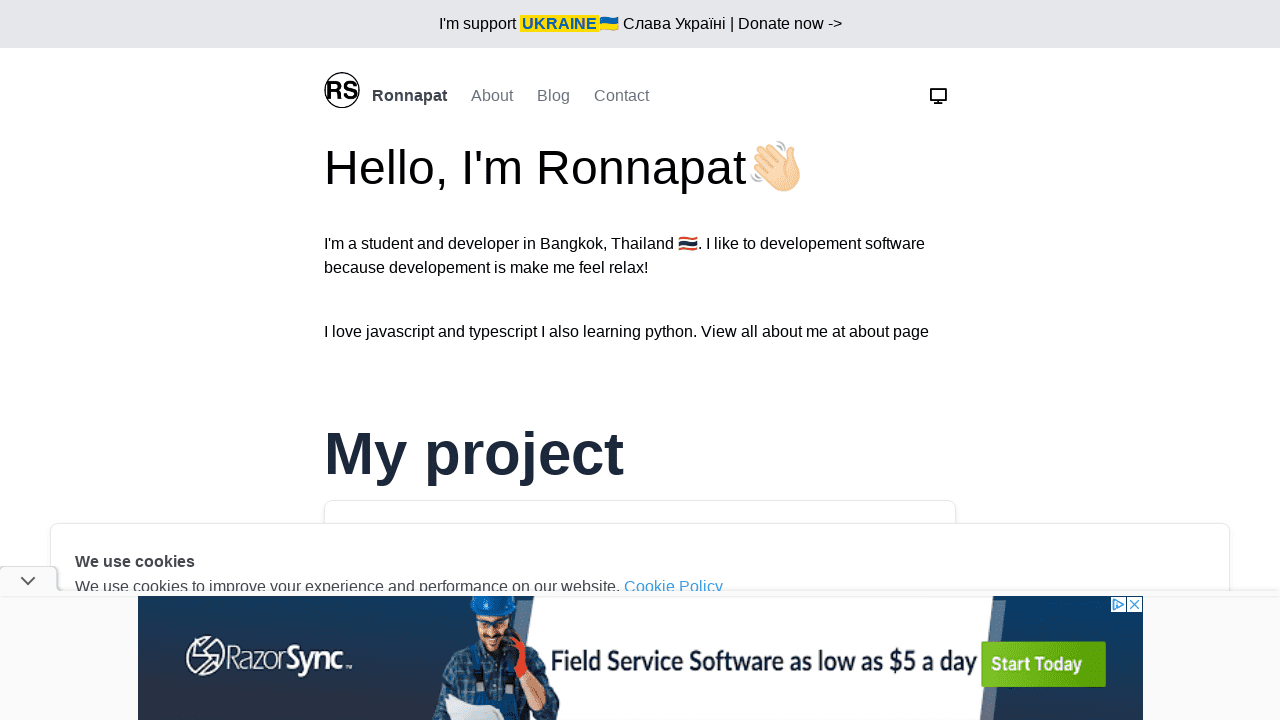 I'm support UKRAINE🇺🇦 Слава Україні | Donate now ->
RS Ronnapat About Blog Contact
Hello, I'm Ronnapat👋🏻
I'm a student and developer in Bangkok, Thailand 🇹🇭. I like to developement software
because developement is make me feel relax!
I love javascript and typescript I also learning python. View all about me at about page
My project
We use cookies
We use cookies to improve your experience and performance on our website. Cookie Policy
RazorSync
Field Service Software as low as $5 a day
Start Today